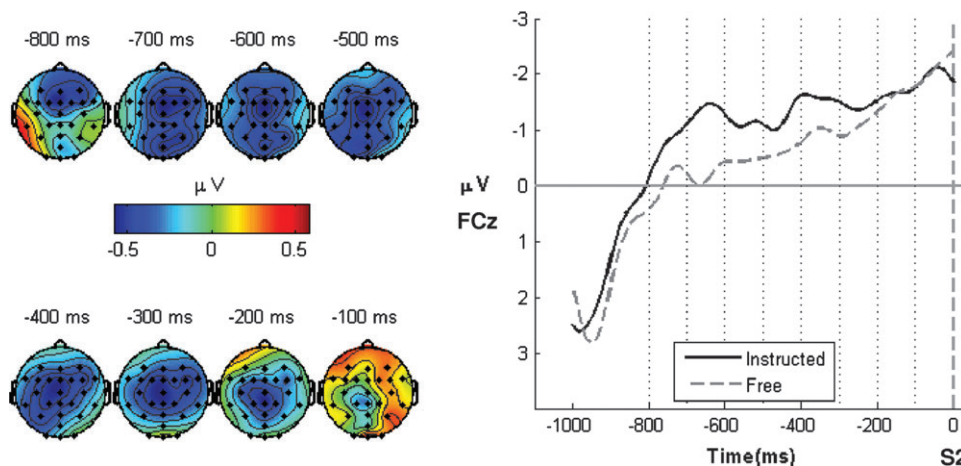 -800 ms -700 ms -600 ms -500 ms
μV
-0.5 0 0.5
-400 ms -300 ms -200 ms -100 ms
-3
-2
-1
μV
0
FCz
1
2
3
Instructed
Free
-1000 -800 -600 -400 -200 0
Time(ms)
S2